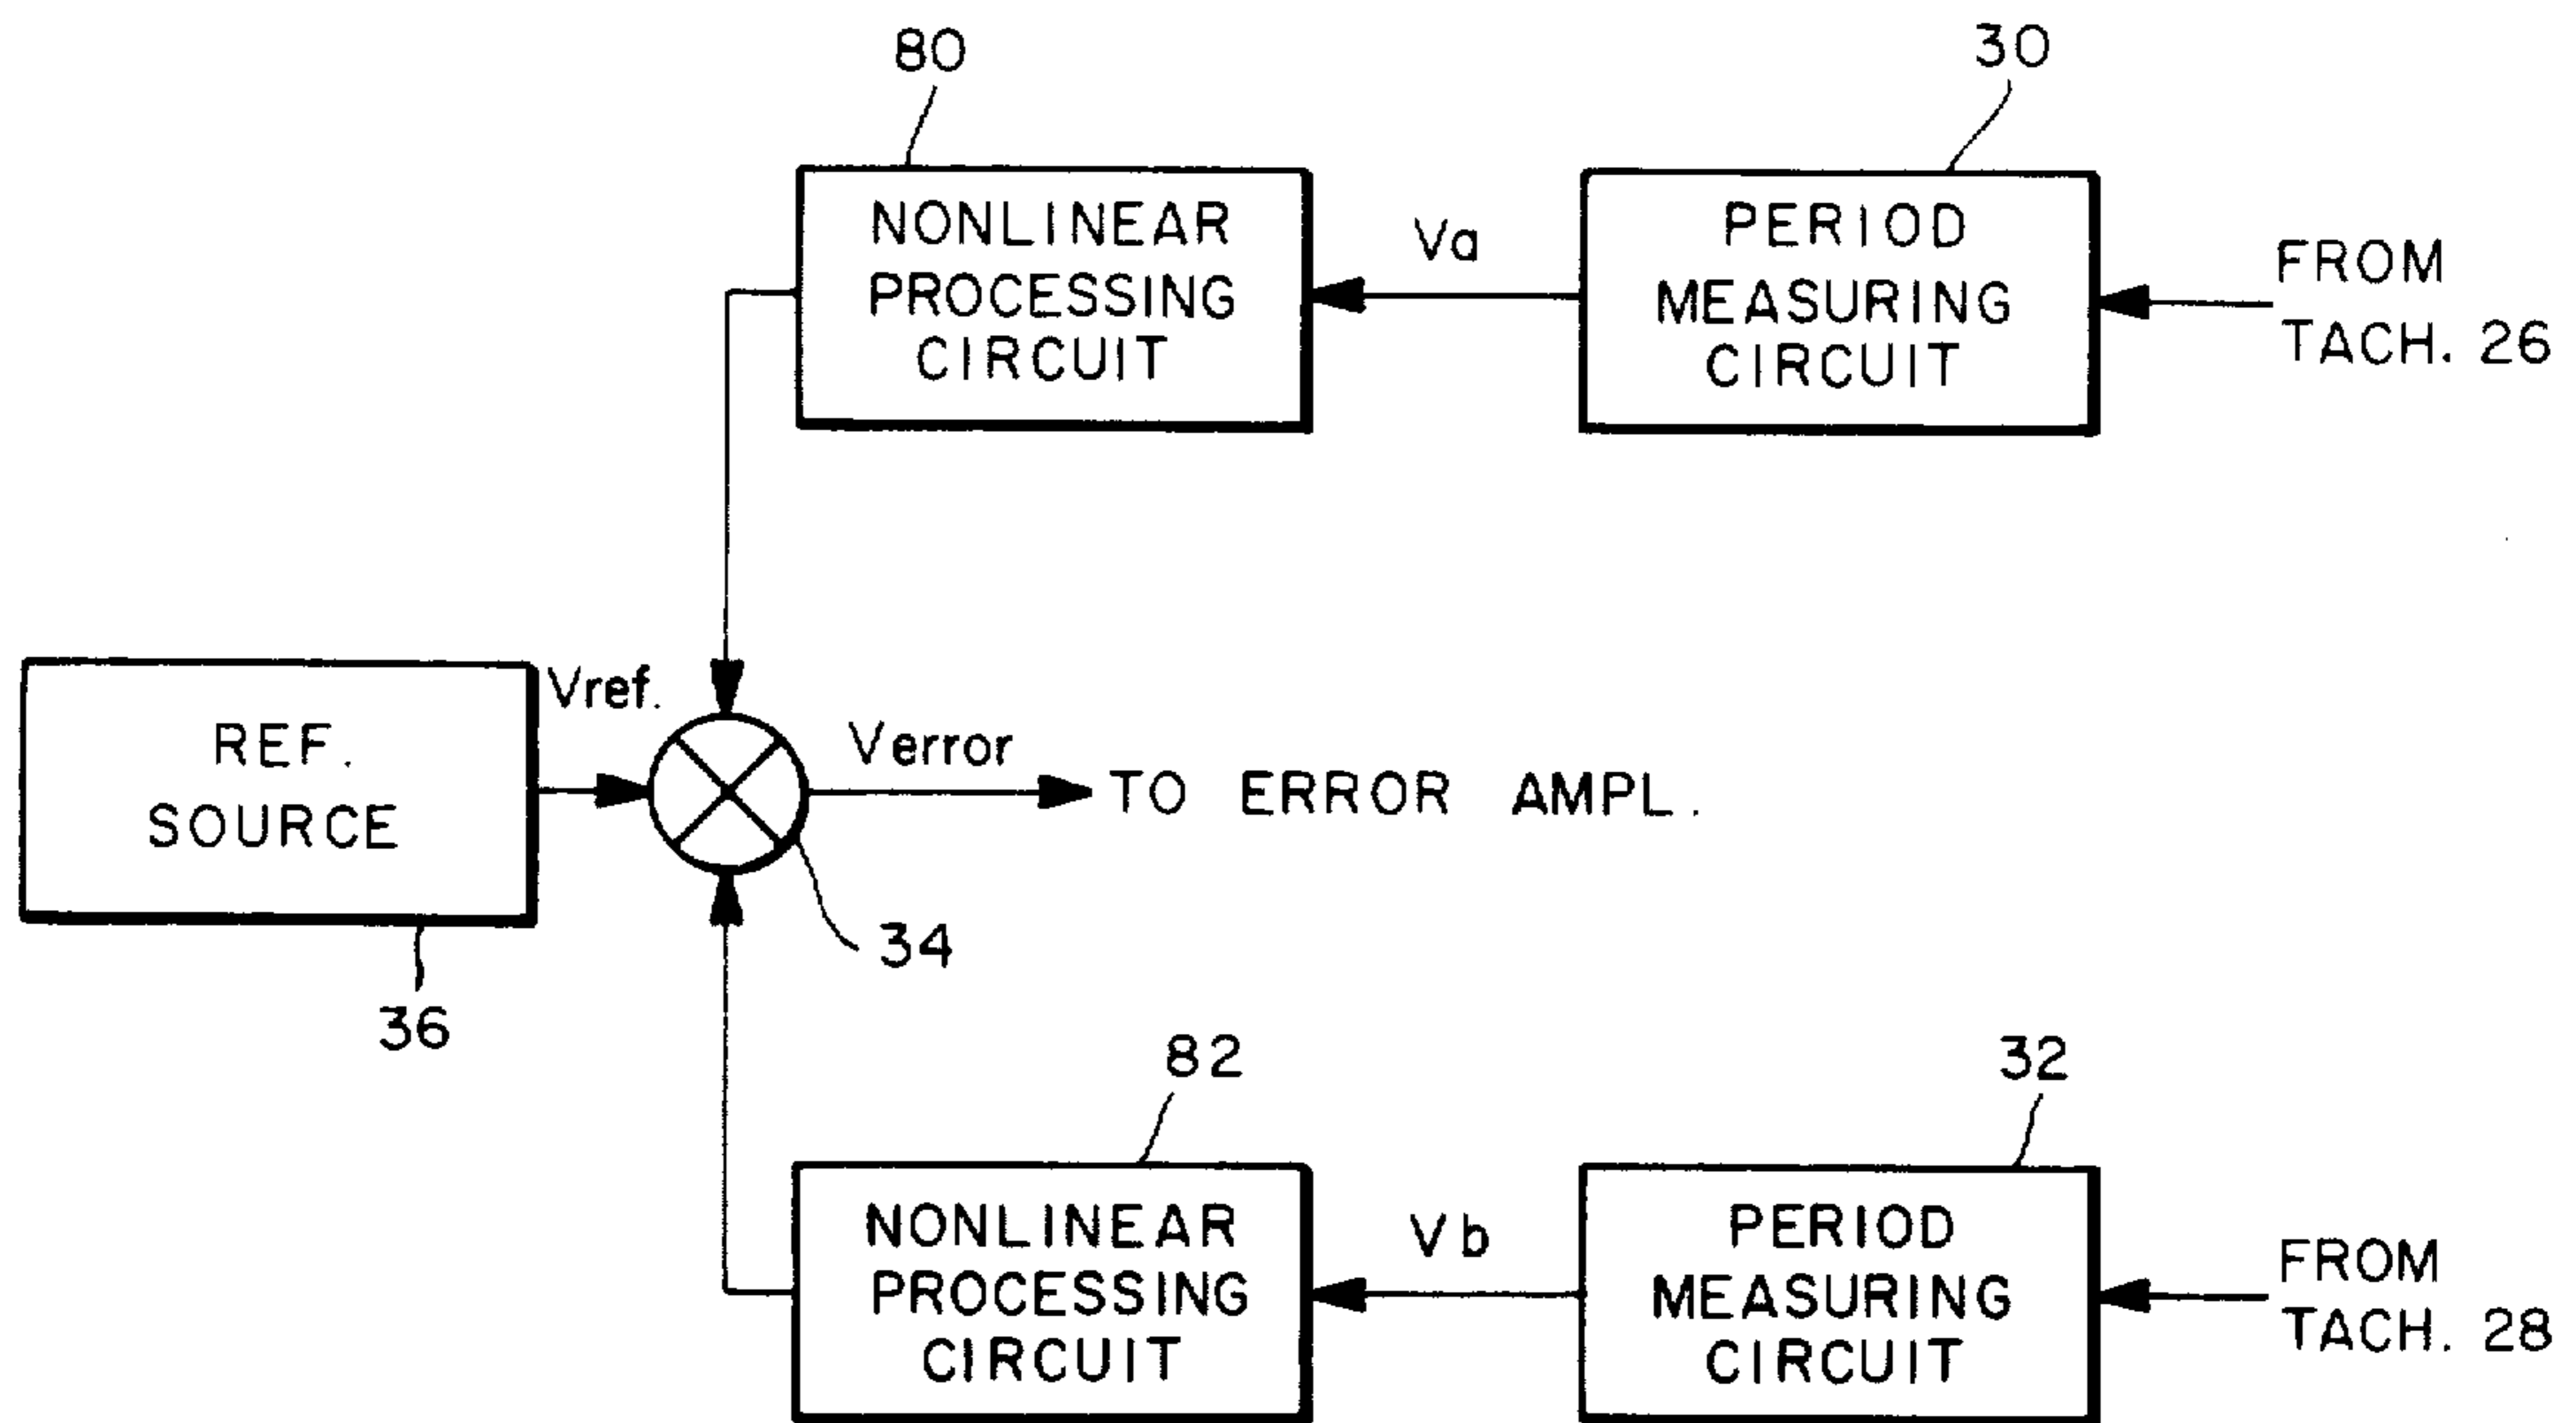 80
30
NONLINEAR
PROCESSING
CIRCUIT
Va
PERIOD
MEASURING
CIRCUIT
FROM
TACH. 26
REF.
SOURCE
Vref.
Verror
TO ERROR AMPL.
34
36
82
32
NONLINEAR
PROCESSING
CIRCUIT
Vb
PERIOD
MEASURING
CIRCUIT
FROM
TACH. 28